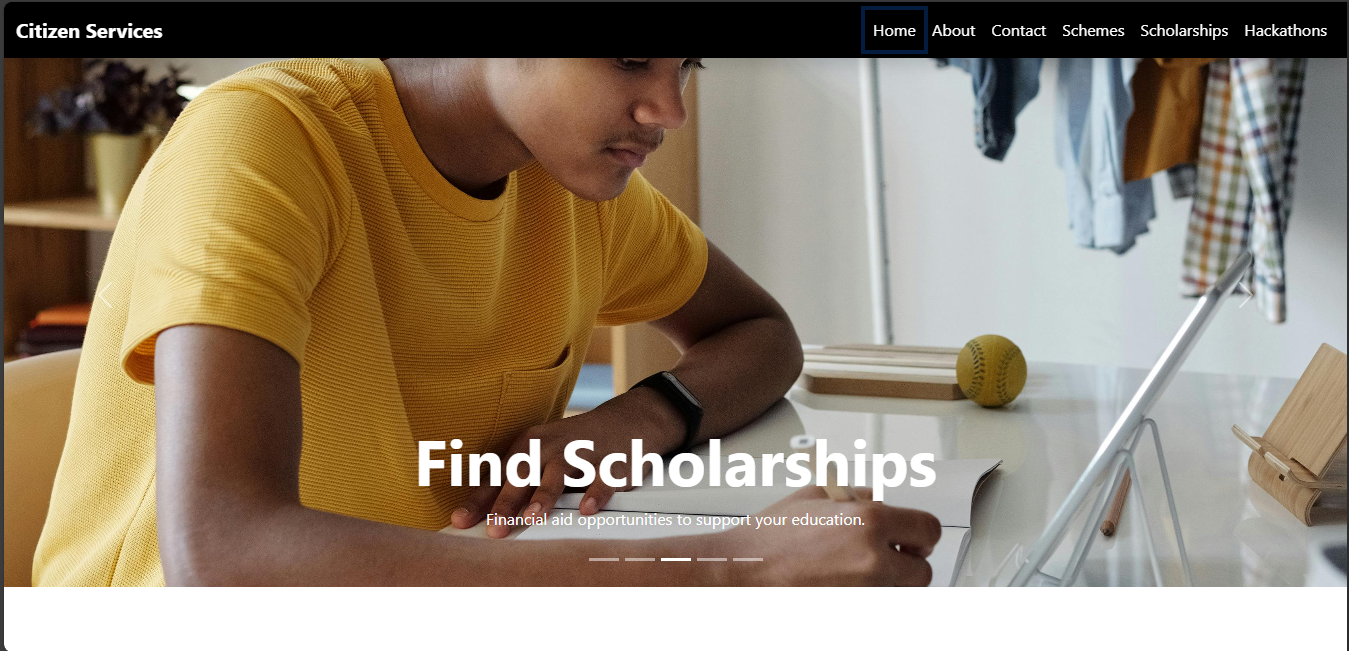 Citizen Services Home About Contact Schemes Scholarships Hackathons
Find Scholarships
Financial aid opportunities to support your education.